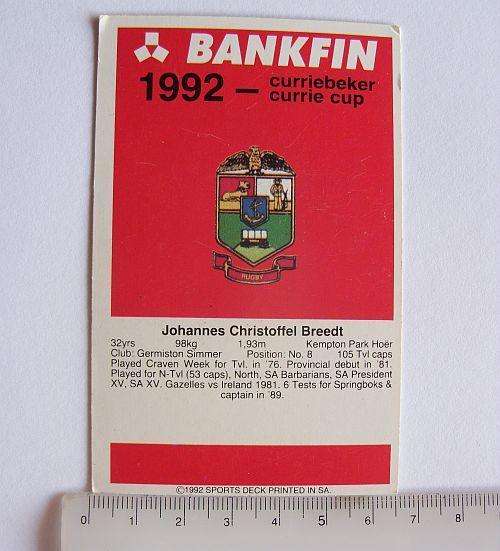 BANKFIN
1992 – curriebeker
currie cup
RUGBY
Johannes Christoffel Breedt
32yrs 98kg 1,93m Kempton Park Hoër
Club: Germiston Simmer Position: No. 8 105 Tvl caps
Played Craven Week for Tvl. in '76. Provincial debut in '81.
Played for N-Tvl (53 caps), North, SA Barbarians, SA President
XV, SA XV. Gazelles vs Ireland 1981. 6 Tests for Springboks &
captain in '89.
©1992 SPORTS DECK PRINTED IN SA.
0 1 2 3 4 5 6 7 8